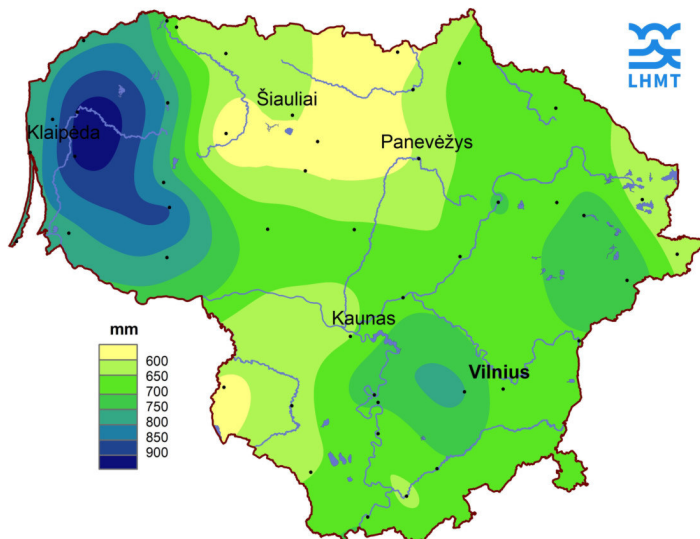 LHMT
Šiauliai
Klaipėda
Panevėžys
Kaunas
Vilnius
mm
600
650
700
750
800
850
900